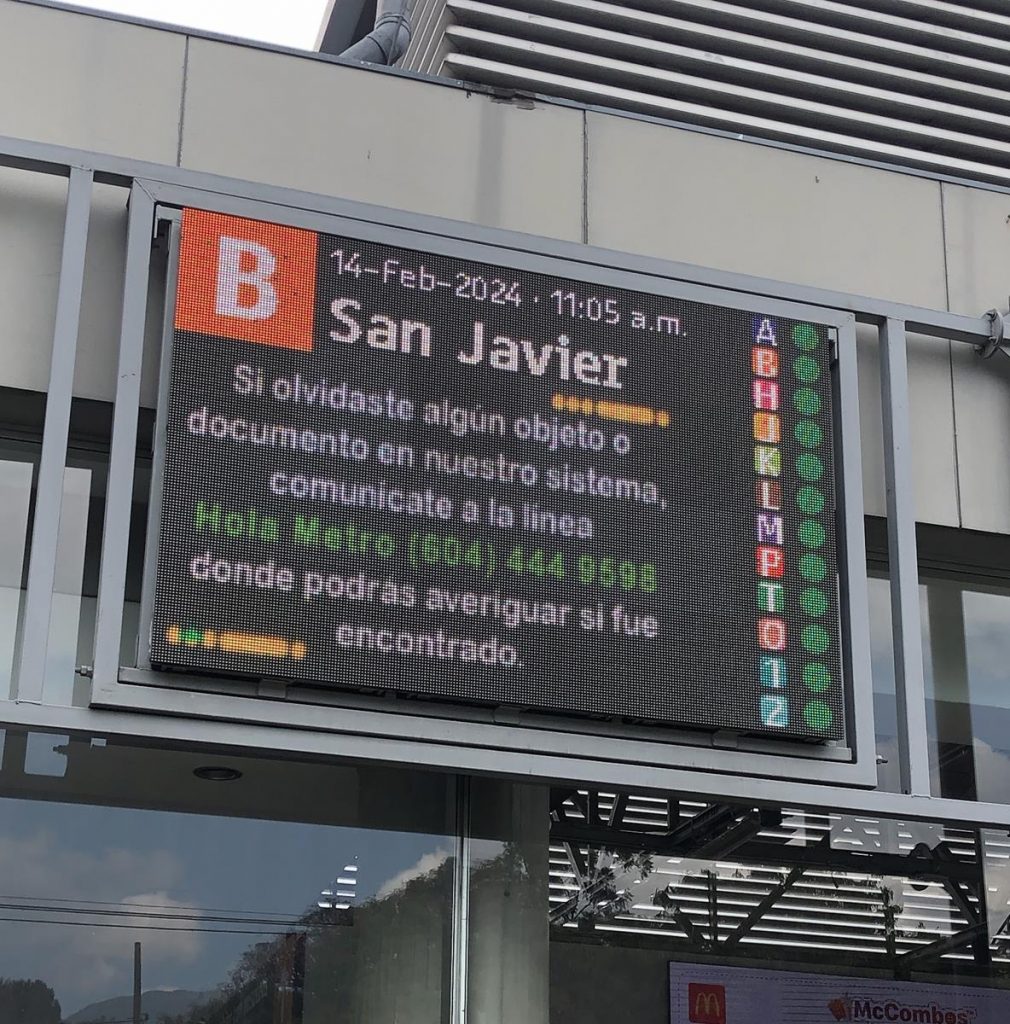 B
14-Feb-2024 · 11:05 a.m.
San Javier
Si olvidaste algún objeto o
documento en nuestro sistema,
comunícate a la línea
Hola Metro (604) 444 9598
donde podrás averiguar si fue
encontrado.
A
B
H
J
K
L
M
P
T
O
1
2
McCombos